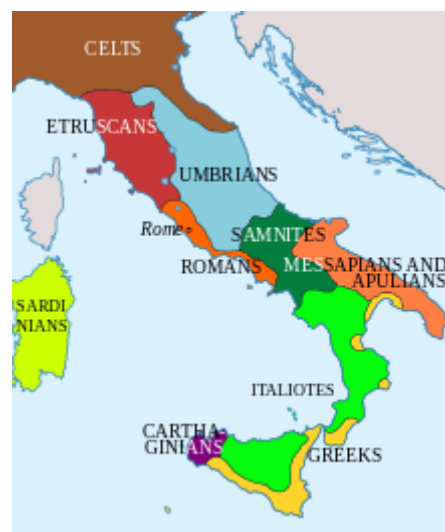 CELTS
ETRUSCANS
UMBRIANS
Rome
SAMNITES
ROMANS
MESSAPIANS AND
APULIANS
SARDI
NIANS
ITALIOTES
CARTHA
GINIANS
GREEKS